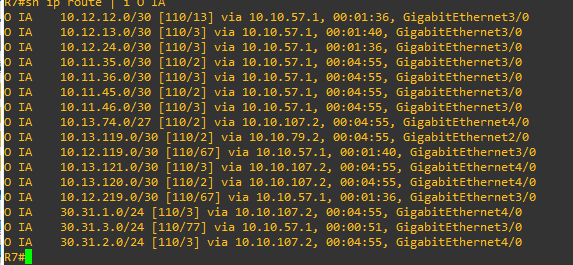 R7#sh ip route | i O IA
O IA    10.12.12.0/30 [110/13] via 10.10.57.1, 00:01:36, GigabitEthernet3/0
O IA    10.12.13.0/30 [110/3] via 10.10.57.1, 00:01:40, GigabitEthernet3/0
O IA    10.12.24.0/30 [110/3] via 10.10.57.1, 00:01:36, GigabitEthernet3/0
O IA    10.11.35.0/30 [110/2] via 10.10.57.1, 00:04:55, GigabitEthernet3/0
O IA    10.11.36.0/30 [110/3] via 10.10.57.1, 00:04:55, GigabitEthernet3/0
O IA    10.11.45.0/30 [110/2] via 10.10.57.1, 00:04:55, GigabitEthernet3/0
O IA    10.11.46.0/30 [110/3] via 10.10.57.1, 00:04:55, GigabitEthernet3/0
O IA    10.13.74.0/27 [110/2] via 10.10.107.2, 00:04:55, GigabitEthernet4/0
O IA    10.13.119.0/30 [110/2] via 10.10.79.2, 00:04:55, GigabitEthernet2/0
O IA    10.12.119.0/30 [110/67] via 10.10.57.1, 00:01:40, GigabitEthernet3/0
O IA    10.13.121.0/30 [110/3] via 10.10.107.2, 00:04:55, GigabitEthernet4/0
O IA    10.13.120.0/30 [110/2] via 10.10.107.2, 00:04:55, GigabitEthernet4/0
O IA    10.12.219.0/30 [110/67] via 10.10.57.1, 00:01:36, GigabitEthernet3/0
O IA    30.31.1.0/24 [110/3] via 10.10.107.2, 00:04:55, GigabitEthernet4/0
O IA    30.31.3.0/24 [110/77] via 10.10.57.1, 00:00:51, GigabitEthernet3/0
O IA    30.31.2.0/24 [110/3] via 10.10.107.2, 00:04:55, GigabitEthernet4/0
R7#